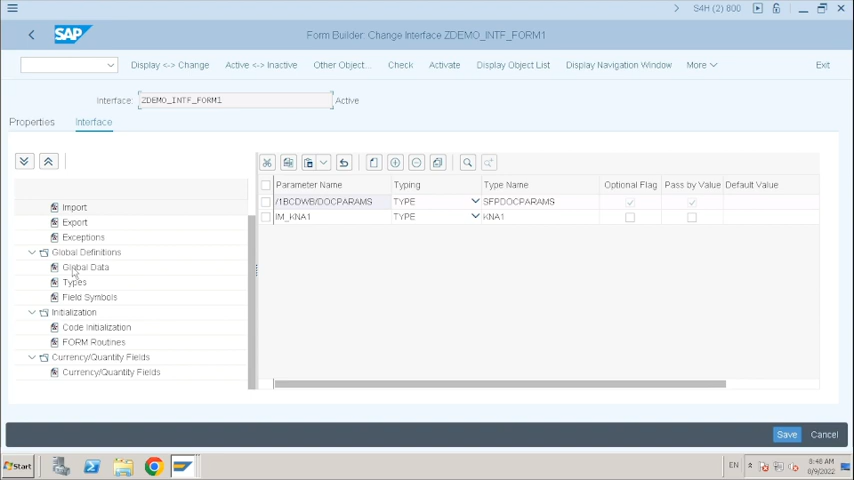 S4H (2) 800
SAP
Form Builder: Change Interface ZDEMO_INTF_FORM1
Display <-> Change Active <-> Inactive Other Object... Check Activate Display Object List Display Navigation Window More Exit
Interface: ZDEMO_INTF_FORM1 Active
Properties Interface
Parameter Name Typing Type Name Optional Flag Pass by Value Default Value
/1BCDWB/DOCPARAMS TYPE SFPDOCPARAMS
IM_KNA1 TYPE KNA1
Import
Export
Exceptions
Global Definitions
Global Data
Types
Field Symbols
Initialization
Code Initialization
FORM Routines
Currency/Quantity Fields
Currency/Quantity Fields
Save Cancel
Start
EN
8:46 AM
8/9/2022